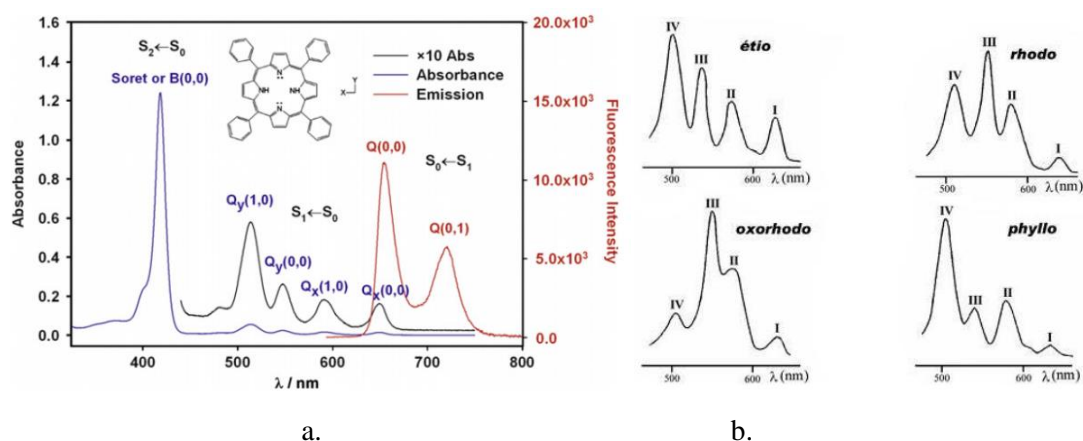 1.6
1.4
1.2
1.0
0.8
0.6
0.4
0.2
0.0
Absorbance
400
500
600
700
800
λ / nm
20.0x10³
15.0x10³
10.0x10³
5.0x10³
0.0
Fluorescence Intensity
S₂←S₀
Soret or B(0,0)
N
NH
HN
N
Y
X
×10 Abs
Absorbance
Emission
Q(0,0)
S₀←S₁
Q(0,1)
Qy(1,0)
S₁←S₀
Qy(0,0)
Qx(1,0)
Qx(0,0)
a.
étio
IV
III
II
I
500
600
λ(nm)
rhodo
IV
III
II
I
500
600
λ(nm)
oxorhodo
IV
III
II
I
500
600
λ(nm)
phyllo
IV
III
II
I
500
600
λ(nm)
b.